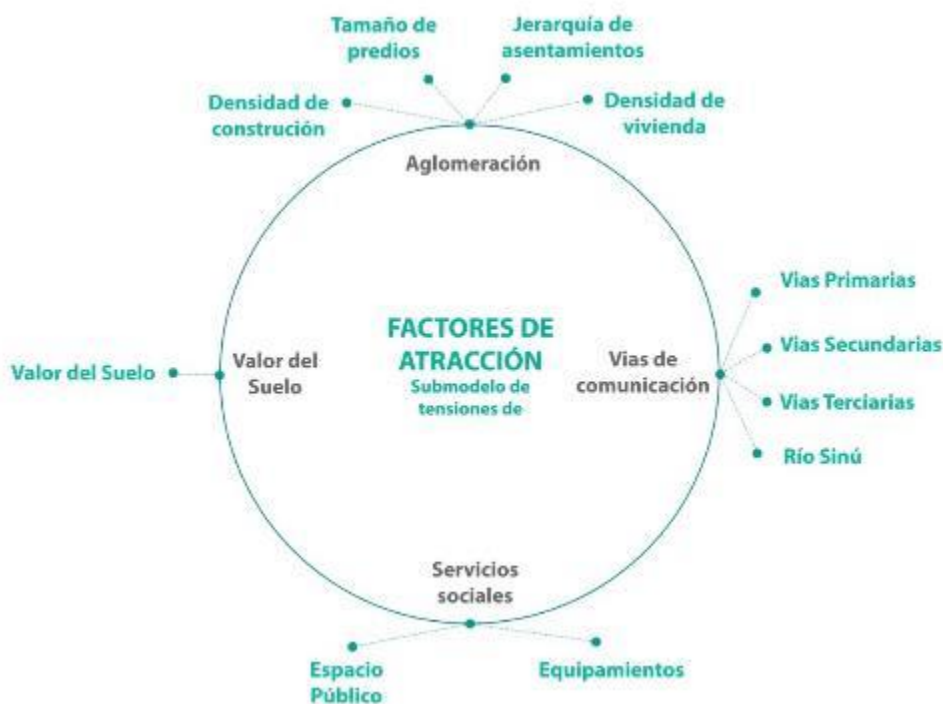 Tamaño de
predios
Jerarquía de
asentamientos
Densidad de
construción
Densidad de
vivienda
Aglomeración
Vias Primarias
Vias Secundarias
Vias Terciarias
Río Sinú
FACTORES DE
ATRACCIÓN
Submodelo de
tensiones de
Valor del Suelo
Valor del
Suelo
Vias de
comunicación
Servicios
sociales
Espacio
Público
Equipamientos